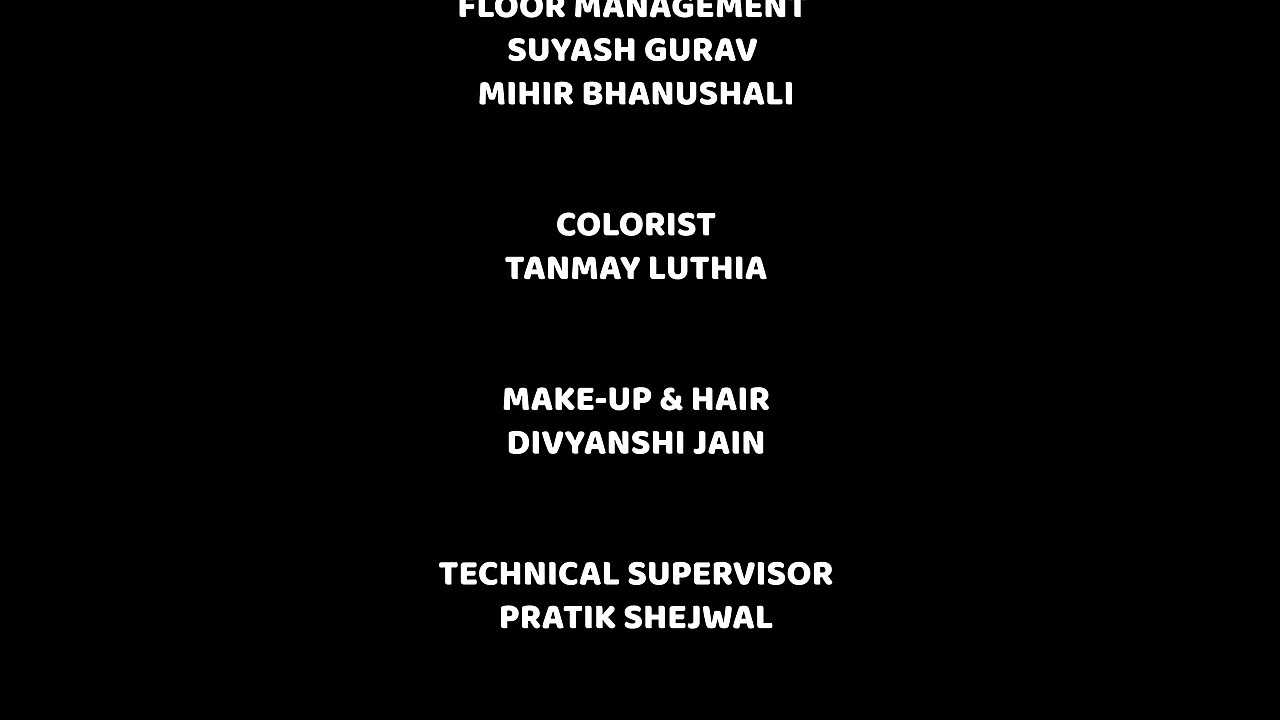 FLOOR MANAGEMENT
SUYASH GURAV
MIHIR BHANUSHALI
COLORIST
TANMAY LUTHIA
MAKE-UP & HAIR
DIVYANSHI JAIN
TECHNICAL SUPERVISOR
PRATIK SHEJWAL